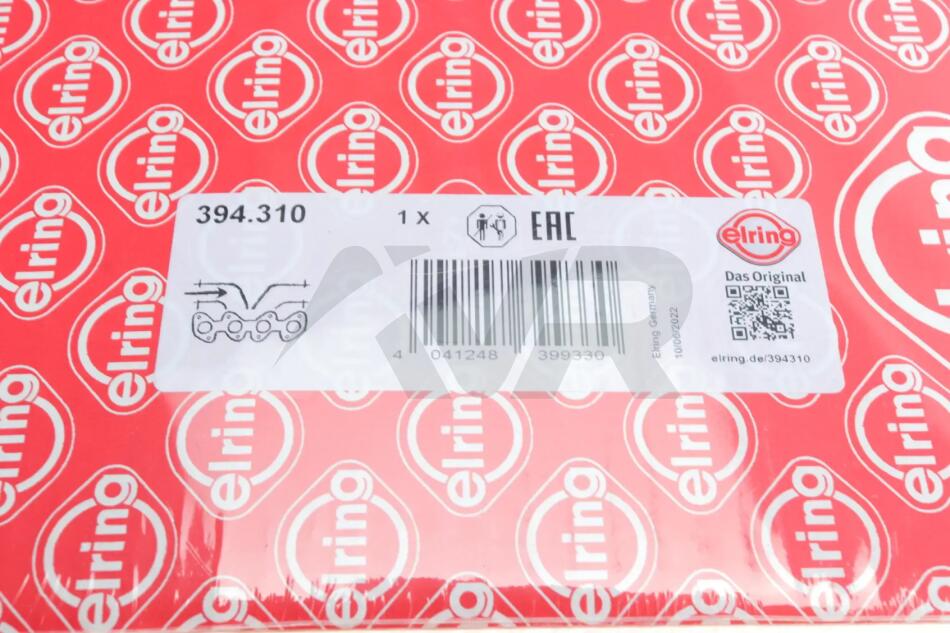 394.310
1 X
EAC
elring
Das Original
4 041248 399330
Elring Germany
10/06/2022
elring.de/394310
AVR
elring